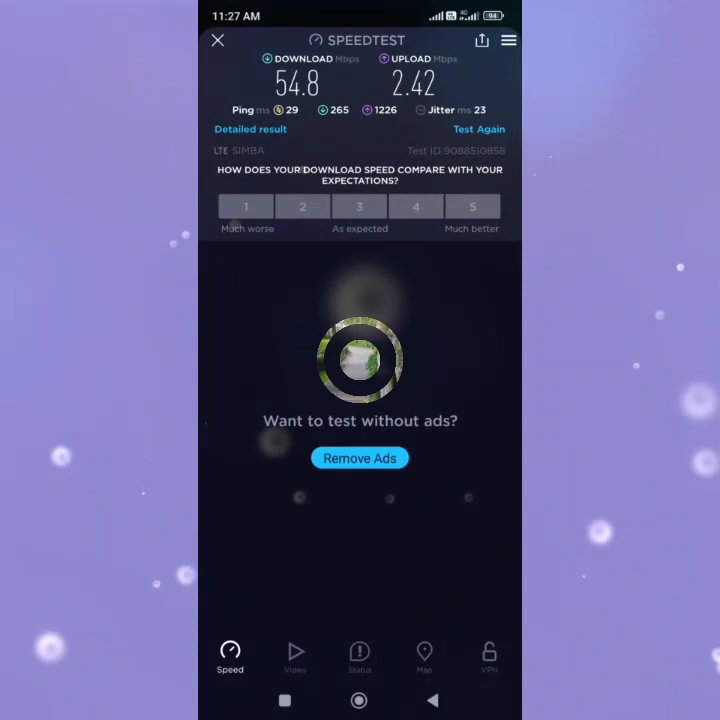 11:27 AM 4G 94
SPEEDTEST
DOWNLOAD Mbps UPLOAD Mbps
54.8 2.42
Ping ms 29 265 1226 Jitter ms 23
Detailed result Test Again
LTE SIMBA Test ID 9088510858
HOW DOES YOUR DOWNLOAD SPEED COMPARE WITH YOUR
EXPECTATIONS?
1 2 3 4 5
Much worse As expected Much better
Want to test without ads?
Remove Ads
Speed Video Status Map VPN